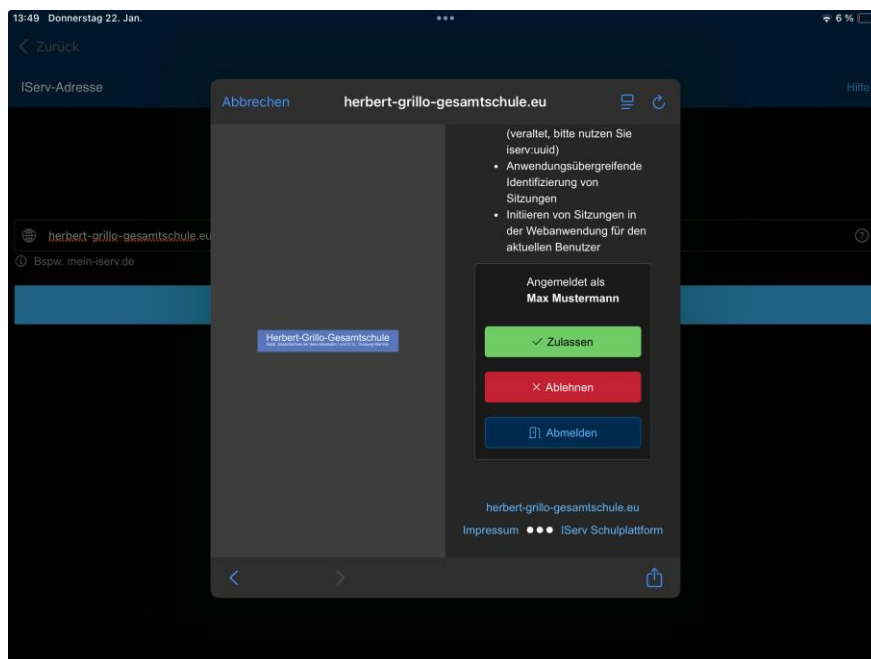 13:49 Donnerstag 22. Jan.
6 %
Zurück
IServ-Adresse
Hilfe
Abbrechen
herbert-grillo-gesamtschule.eu
(veraltet, bitte nutzen Sie
iserv:uuid)
• Anwendungsübergreifende
Identifizierung von
Sitzungen
• Initiieren von Sitzungen in
der Webanwendung für den
aktuellen Benutzer
herbert-grillo-gesamtschule.eu
Bspw. mein-iserv.de
Angemeldet als
Max Mustermann
Herbert-Grillo-Gesamtschule
Zulassen
Ablehnen
Abmelden
herbert-grillo-gesamtschule.eu
Impressum
IServ Schulplattform